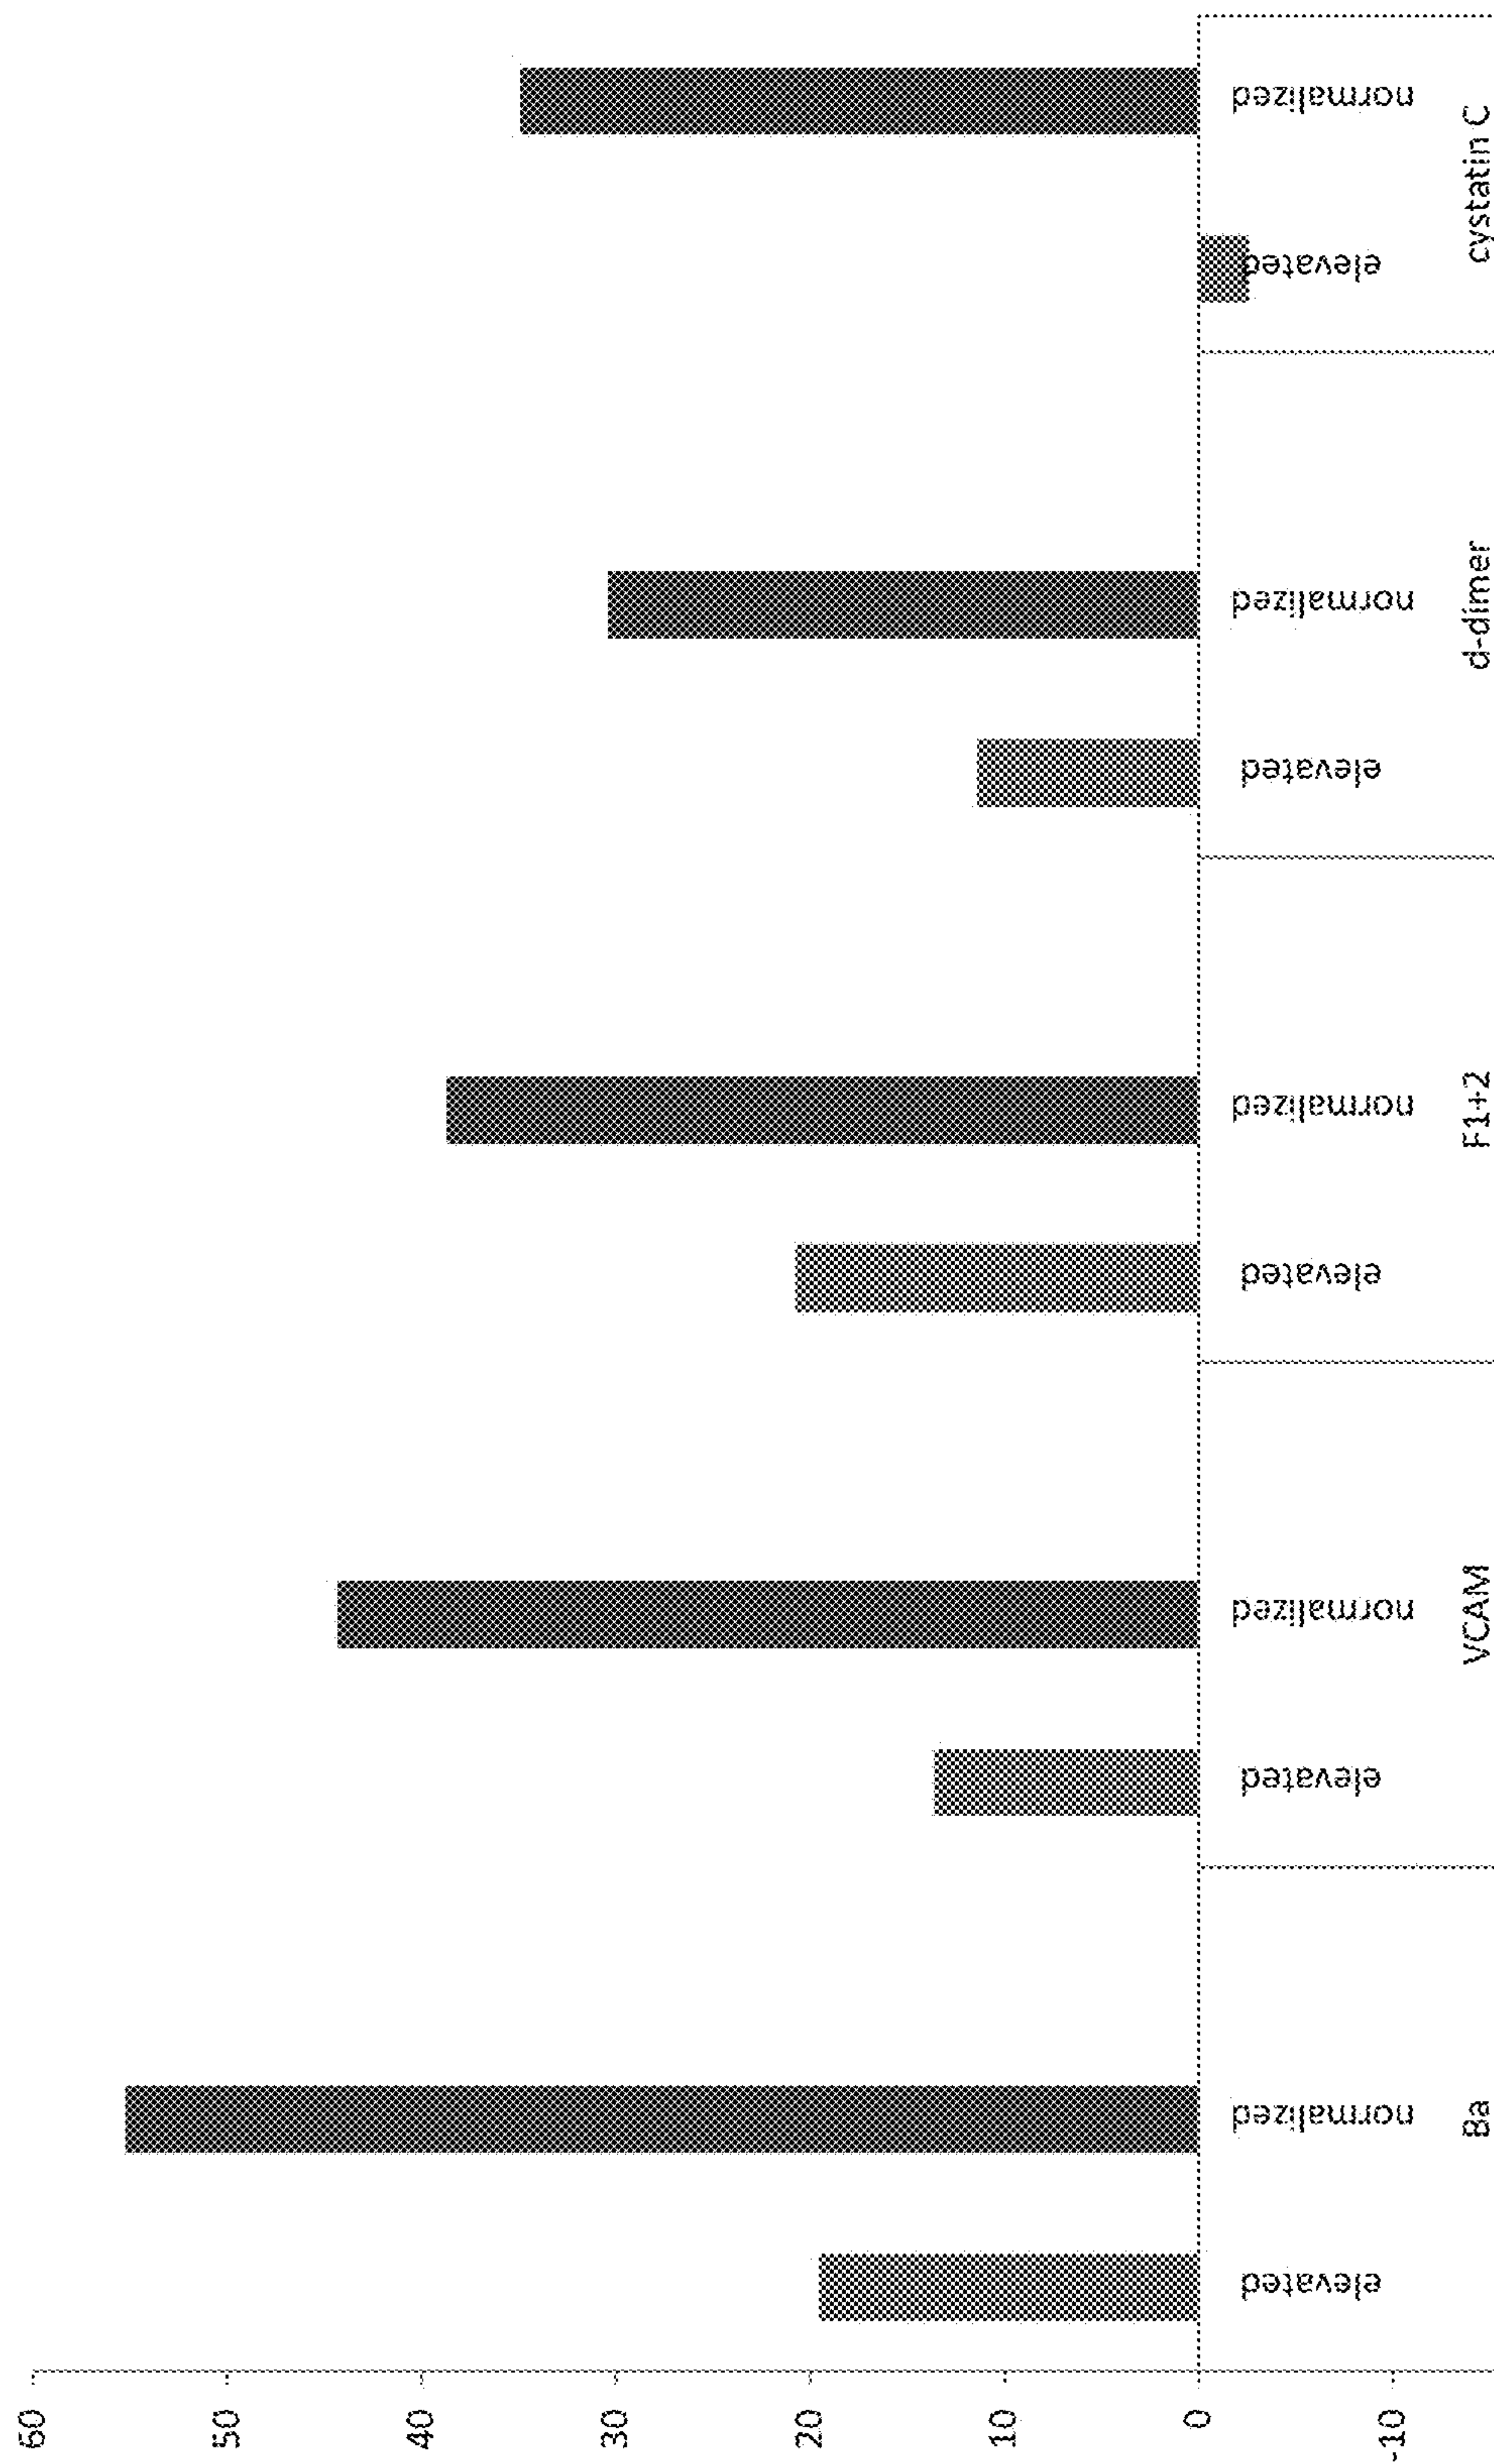 60
50
40
30
20
10
0
-10
elevated
normalized
elevated
normalized
elevated
normalized
elevated
normalized
elevated
normalized
Ba
VCAM
F1+2
d-dimer
cystatin C